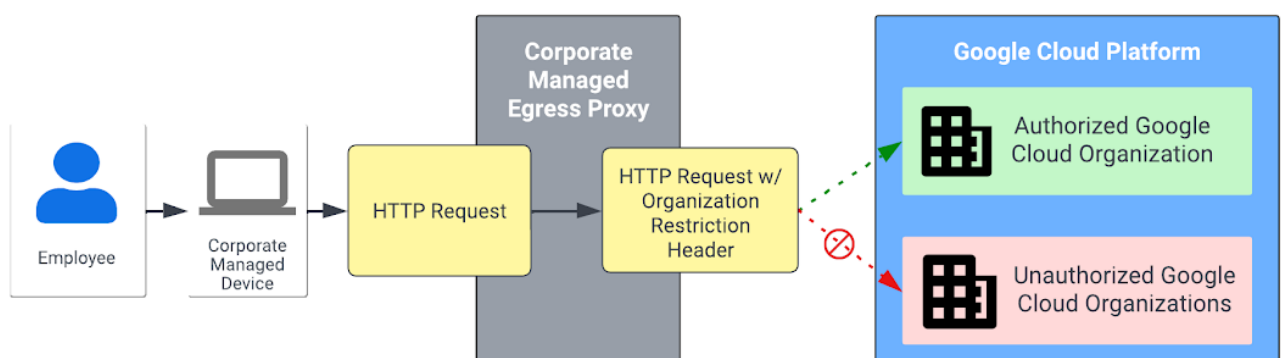 Employee
Corporate
Managed
Device
HTTP Request
Corporate
Managed
Egress Proxy
HTTP Request w/
Organization
Restriction
Header
Google Cloud Platform
Authorized Google
Cloud Organization
Unauthorized Google
Cloud Organizations